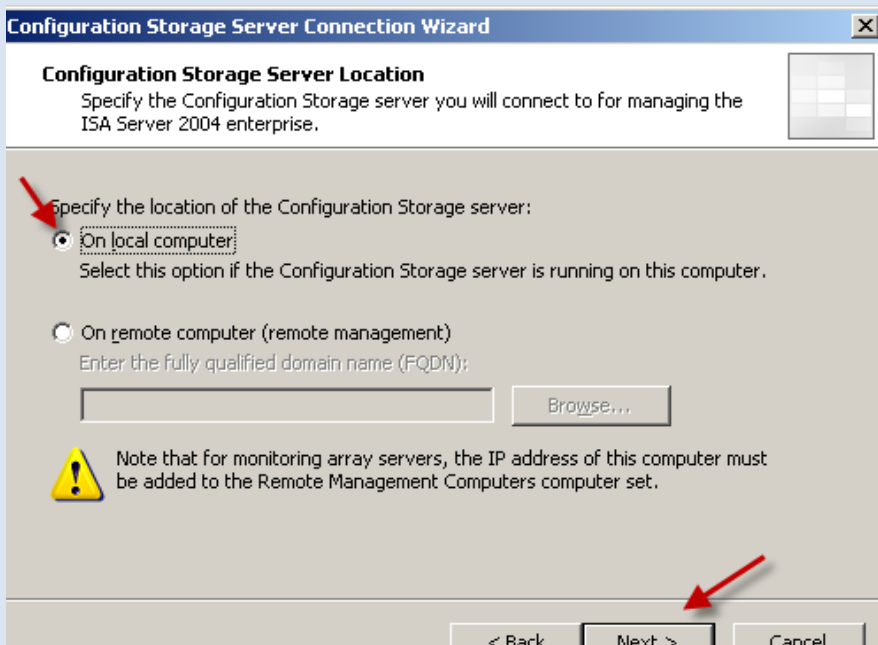 Configuration Storage Server Connection Wizard
Configuration Storage Server Location
Specify the Configuration Storage server you will connect to for managing the
ISA Server 2004 enterprise.
Specify the location of the Configuration Storage server:
On local computer
Select this option if the Configuration Storage server is running on this computer.
On remote computer (remote management)
Enter the fully qualified domain name (FQDN):
Browse...
Note that for monitoring array servers, the IP address of this computer must
be added to the Remote Management Computers computer set.
< Back Next > Cancel